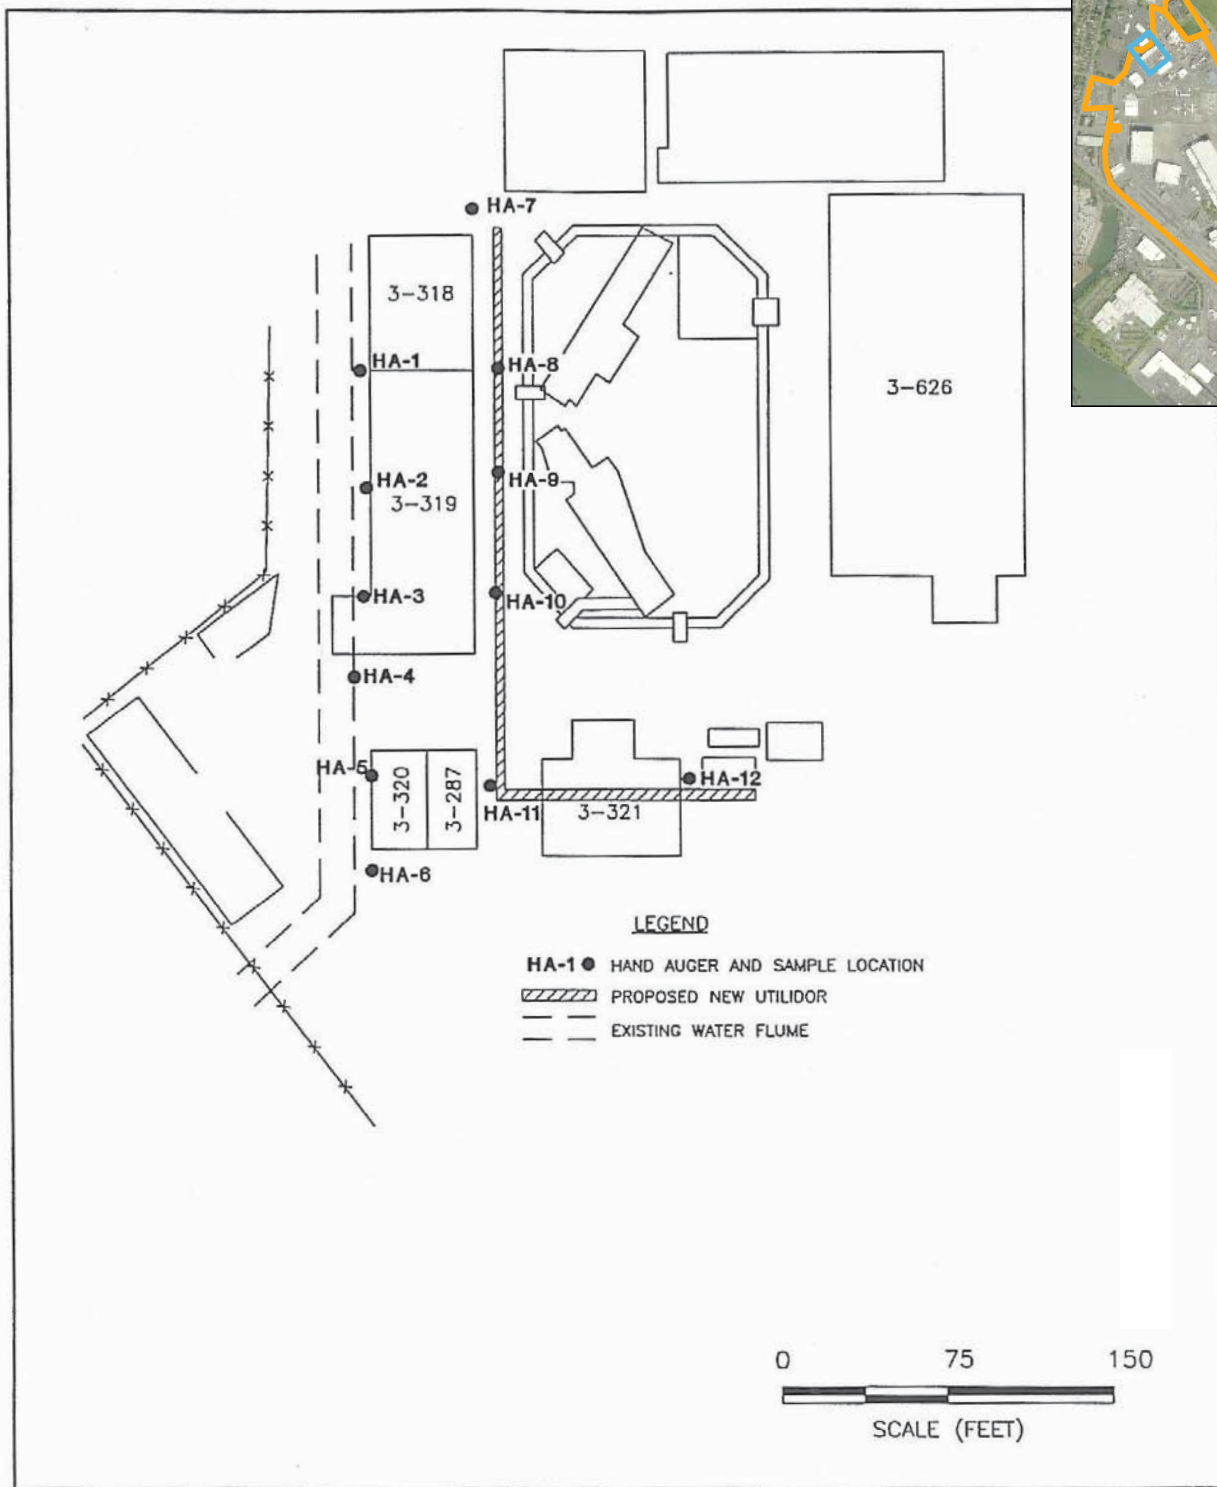 HA-7
3-318
HA-1
HA-8
3-626
HA-2
HA-9
3-319
HA-3
HA-10
HA-4
HA-5
3-320
3-287
HA-12
HA-11
3-321
HA-6
LEGEND
HA-1 HAND AUGER AND SAMPLE LOCATION
PROPOSED NEW UTILIDOR
EXISTING WATER FLUME
0 75 150
SCALE (FEET)